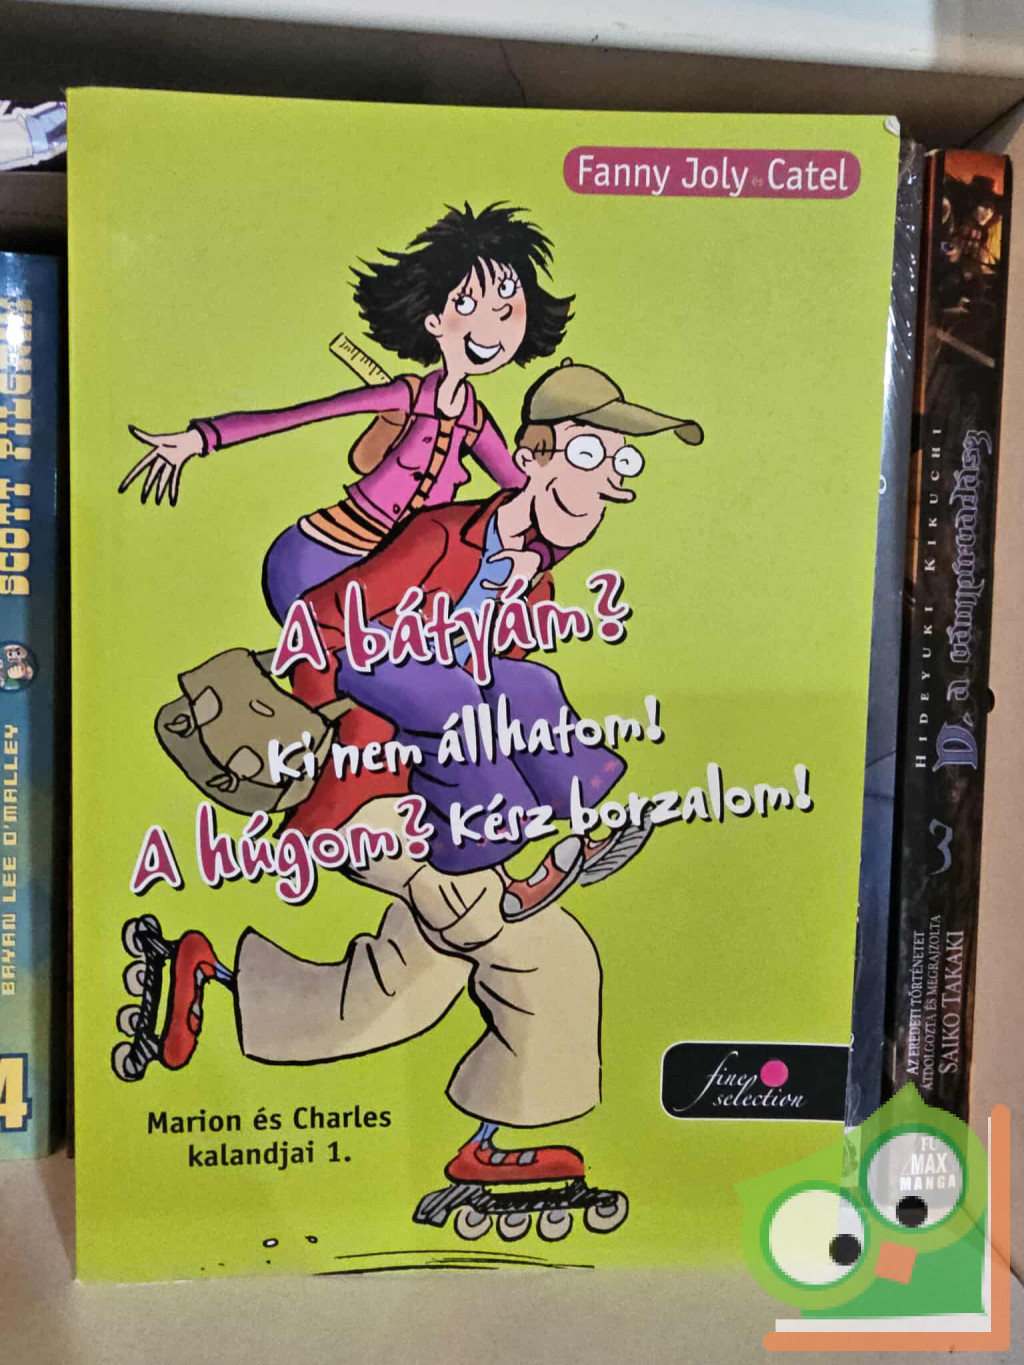 Fanny Joly és Catel
A bátyám?
Ki nem állhatom!
A húgom? Kész borzalom!
Marion és Charles
kalandjai 1.
fine
selection
SCOTT PILGRIM
BRYAN LEE O'MALLEY
4
HIDEYUKI KIKUCHI
D, a vámpírvadász
3
AZ EREDETI TÖRTÉNETET
ÁTDOLGOZTA ÉS MEGRAJZOLTA
SAIKO TAKAKI
MAX
MANGA